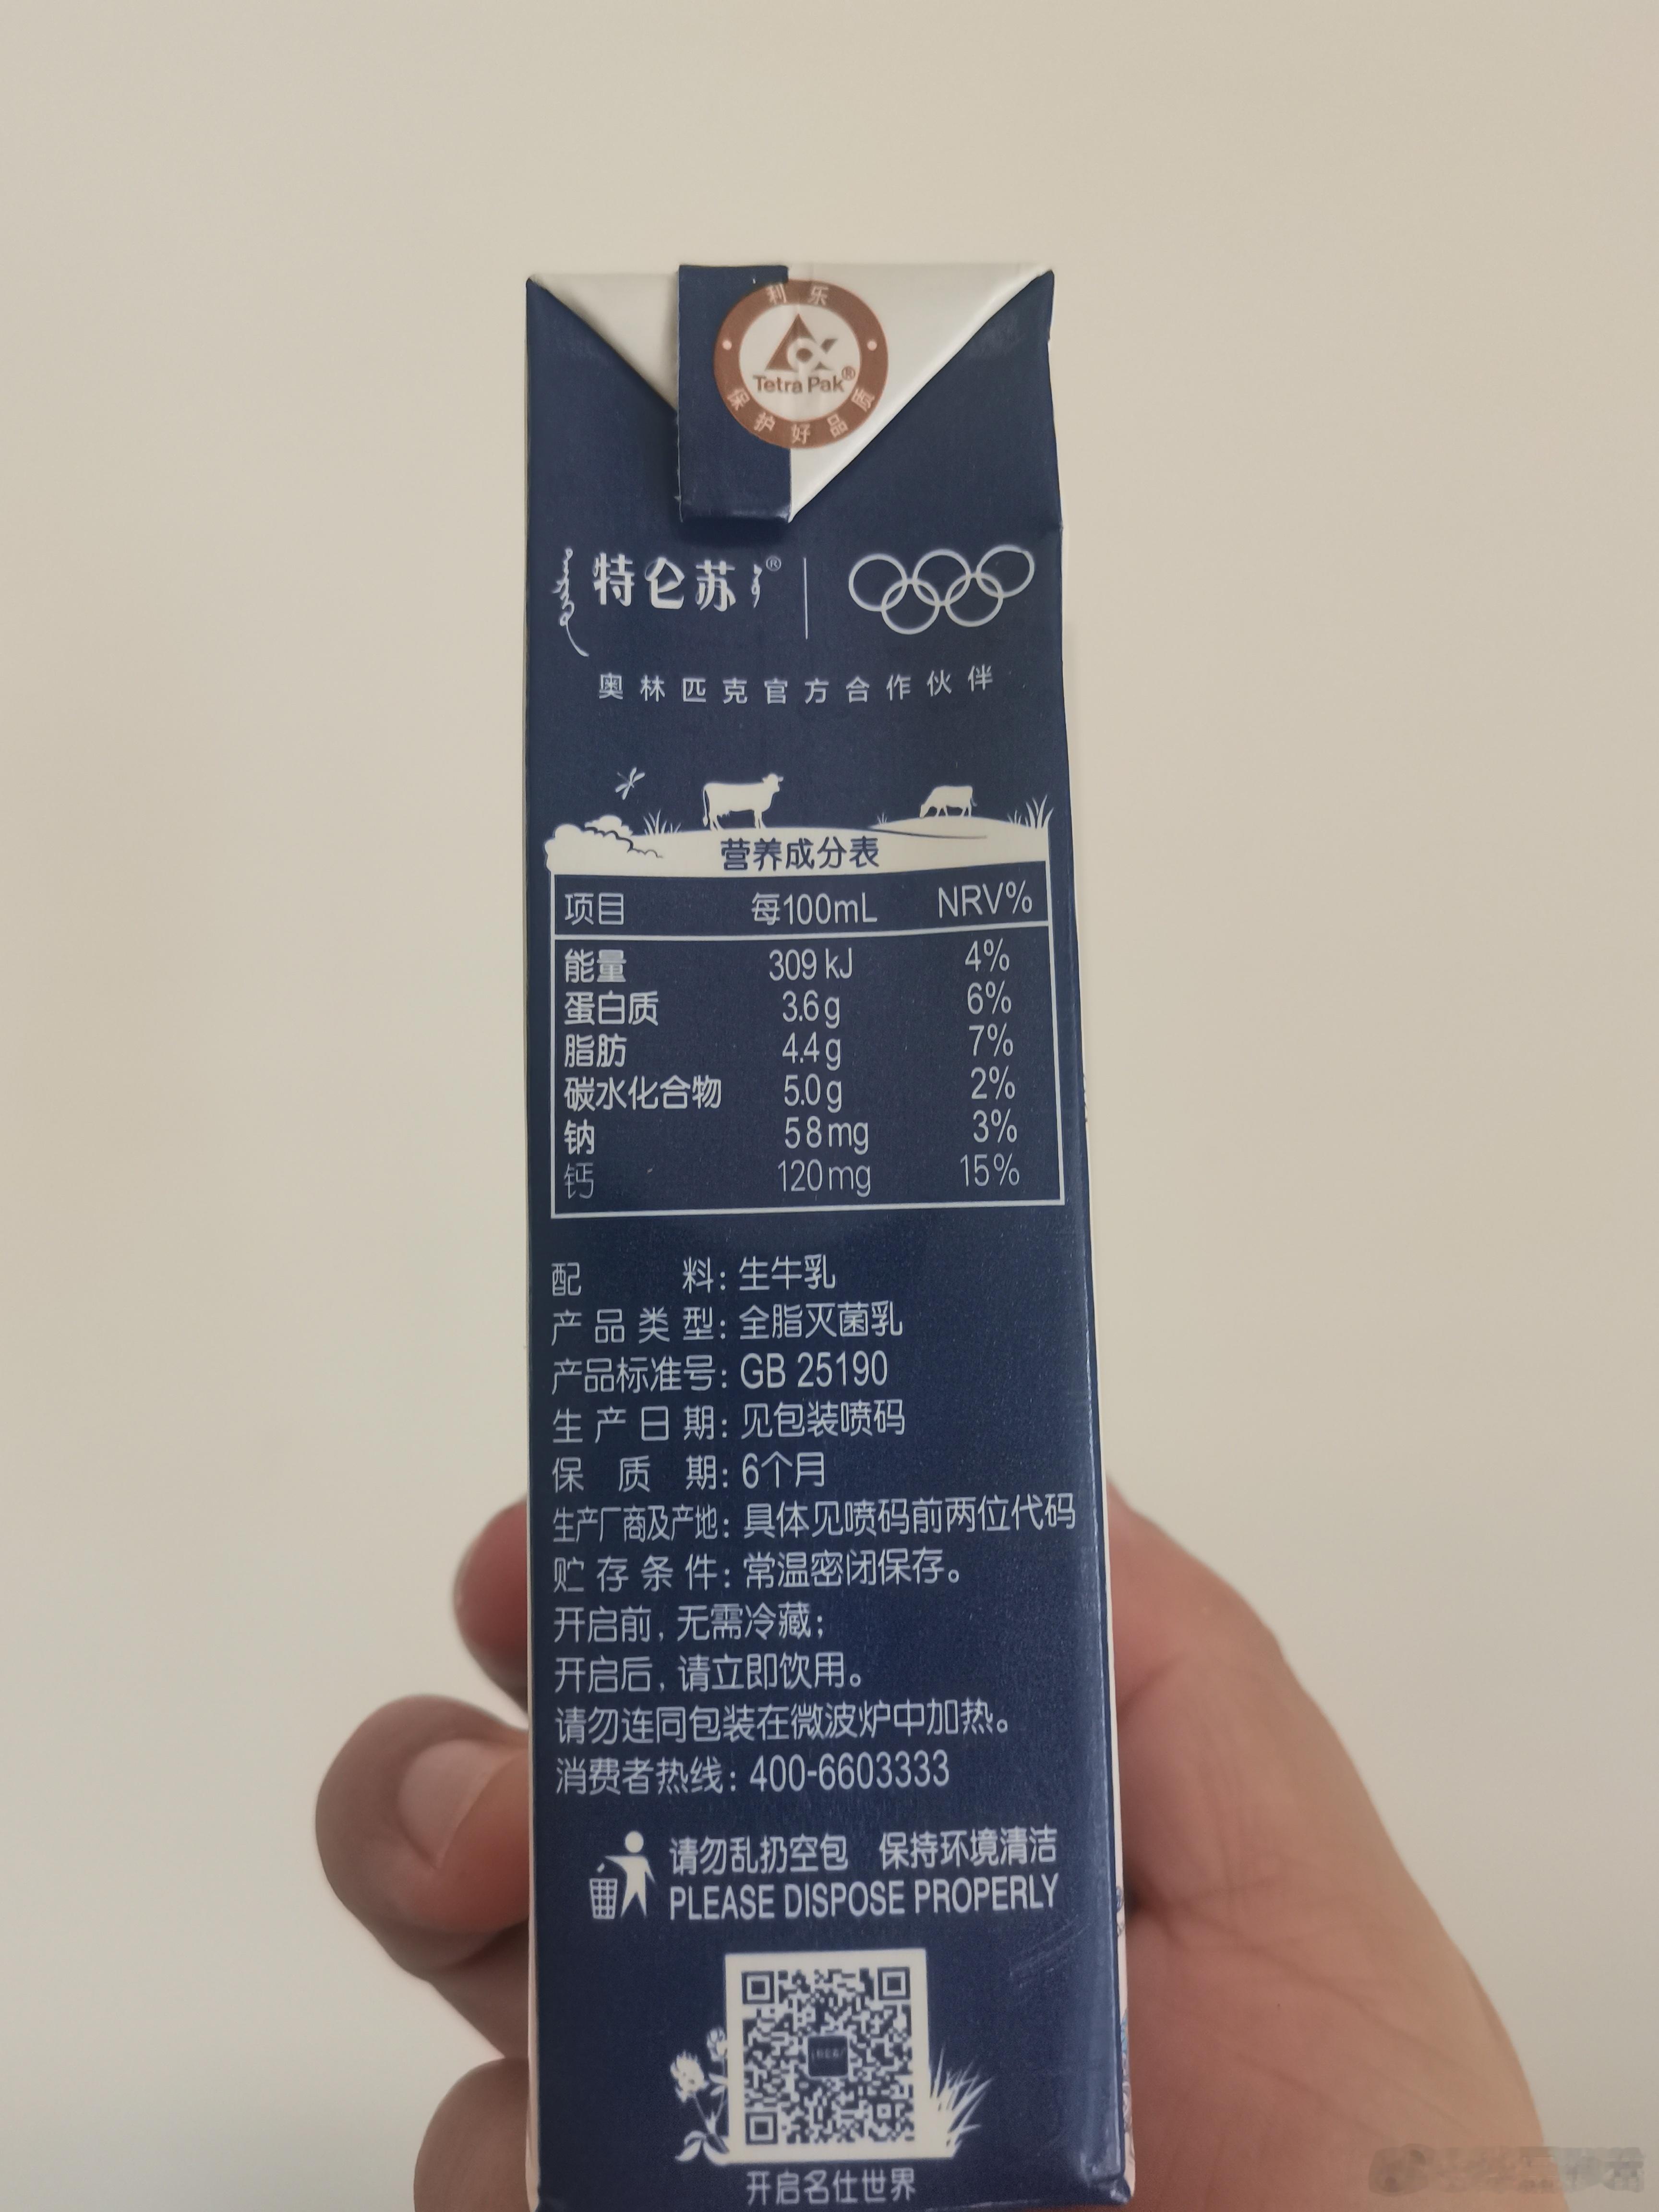 利乐
Tetra Pak®
保护好品质
特仑苏®
奥林匹克官方合作伙伴
营养成分表
项目 每100mL NRV%
能量 309 kJ 4%
蛋白质 3.6g 6%
脂肪 4.4g 7%
碳水化合物 5.0g 2%
钠 58mg 3%
钙 120mg 15%
配料：生牛乳
产品类型：全脂灭菌乳
产品标准号：GB 25190
生产日期：见包装喷码
保质期：6个月
生产厂商及产地：具体见喷码前两位代码
贮存条件：常温密闭保存。
开启前，无需冷藏；
开启后，请立即饮用。
请勿连同包装在微波炉中加热。
消费者热线：400-6603333
请勿乱扔空包 保持环境清洁
PLEASE DISPOSE PROPERLY
开启名仕世界